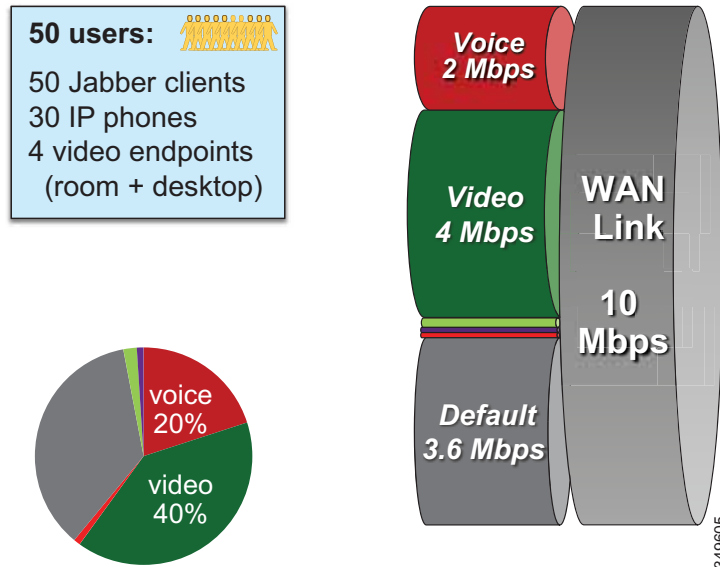 50 users:
50 Jabber clients
30 IP phones
4 video endpoints
(room + desktop)
Voice
2 Mbps
Video
4 Mbps
Default
3.6 Mbps
WAN
Link
10
Mbps
voice
20%
video
40%